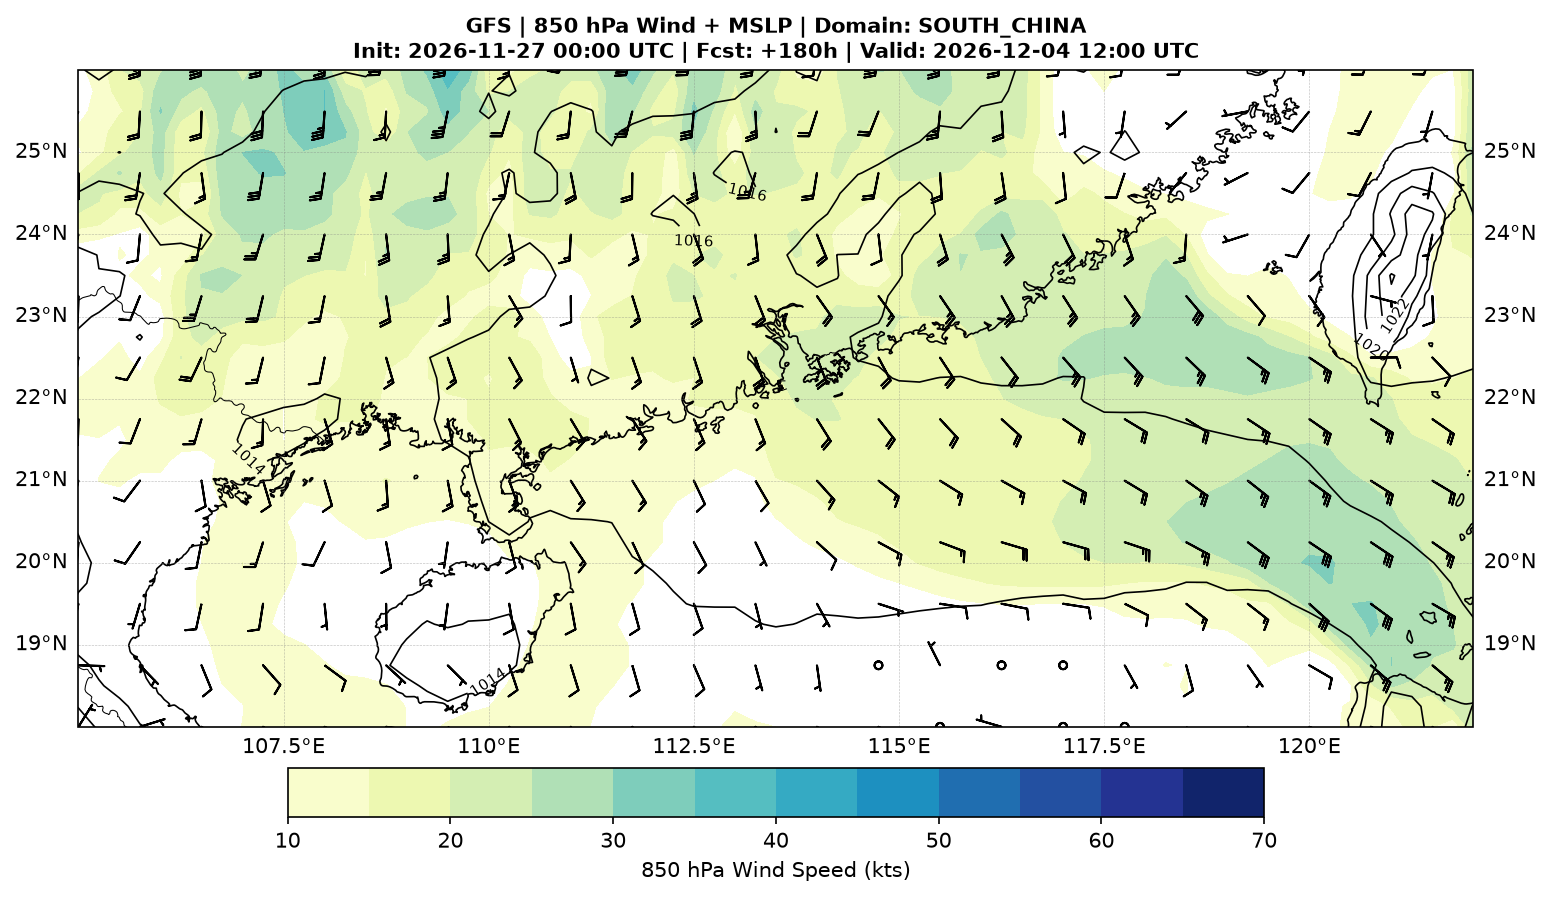 GFS | 850 hPa Wind + MSLP | Domain: SOUTH_CHINA
Init: 2026-11-27 00:00 UTC | Fcst: +180h | Valid: 2026-12-04 12:00 UTC
25°N 25°N
1016
24°N 1016 24°N
23°N 1022 23°N
1020
22°N 22°N
1014
21°N 21°N
20°N 20°N
19°N 19°N
1014
107.5°E 110°E 112.5°E 115°E 117.5°E 120°E
10 20 30 40 50 60 70
850 hPa Wind Speed (kts)